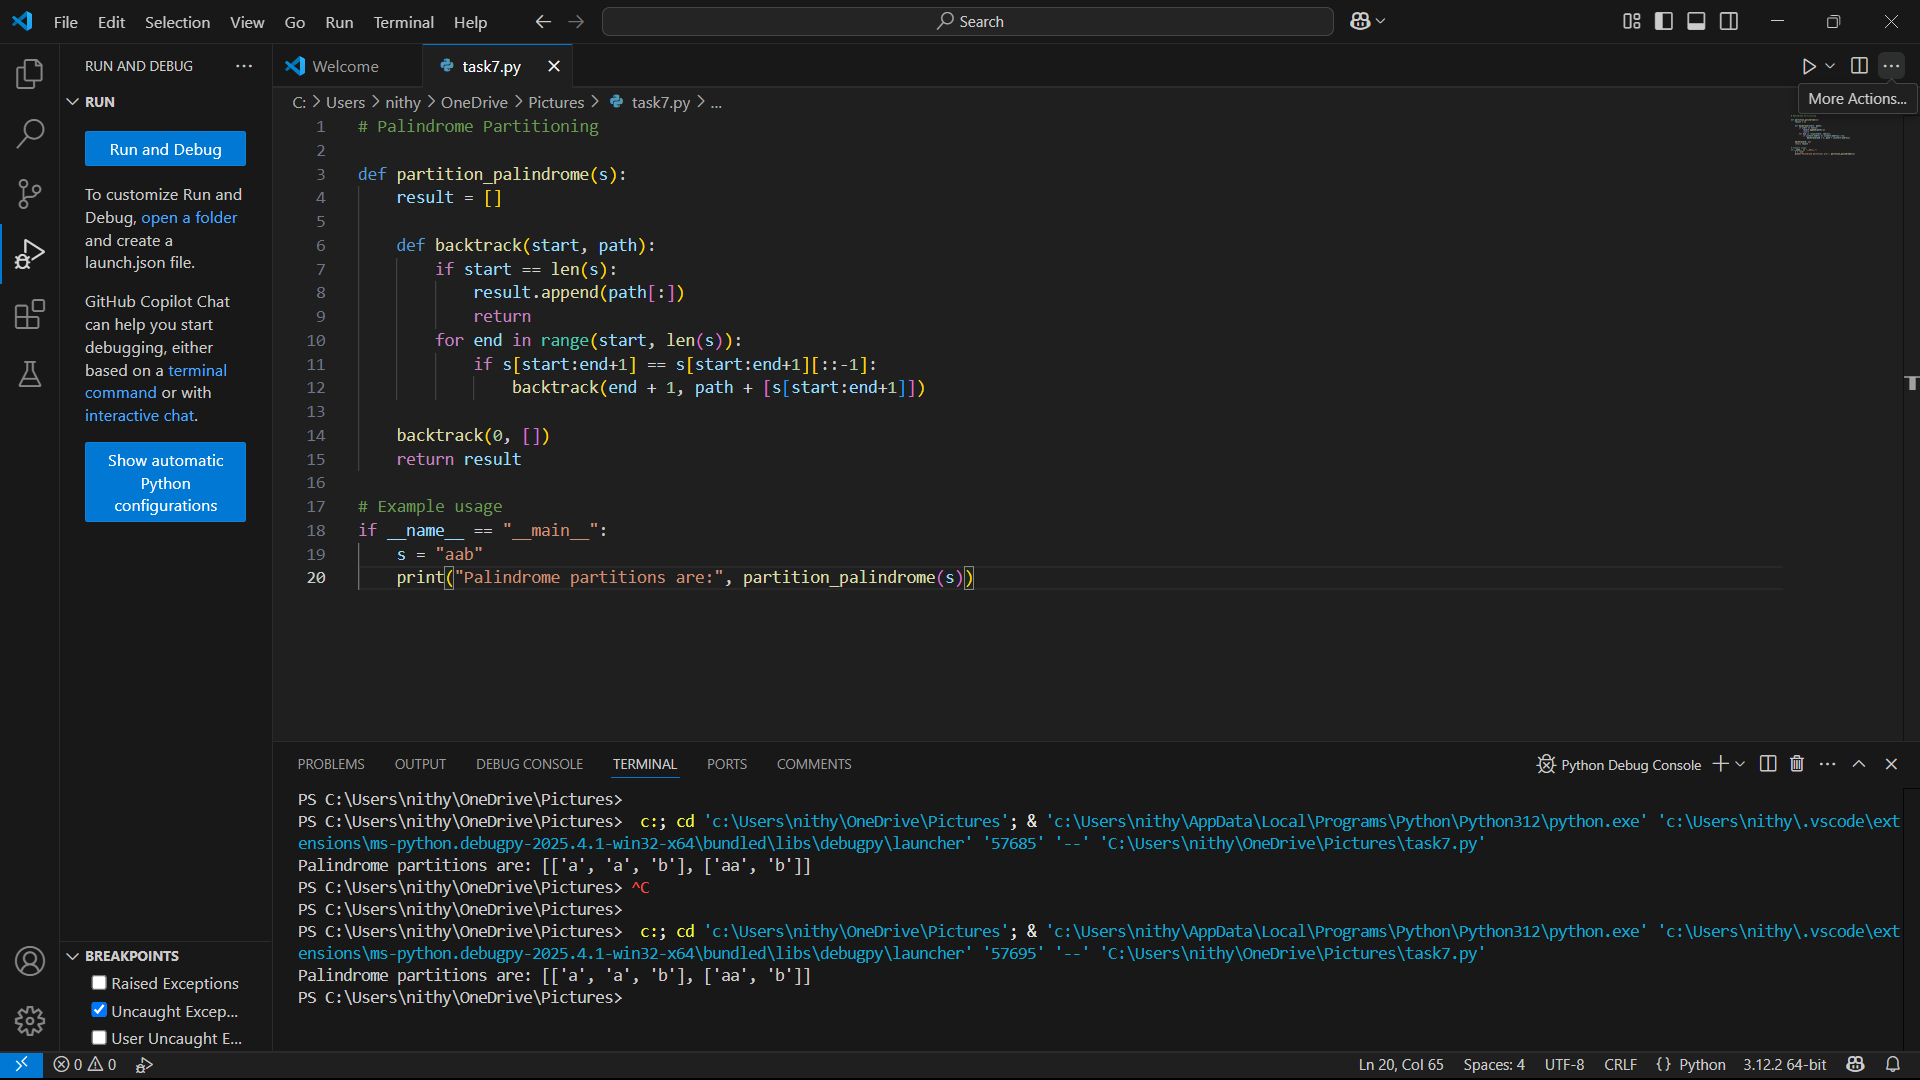 File Edit Selection View Go Run Terminal Help
Search
RUN AND DEBUG
RUN
Run and Debug
To customize Run and
Debug, open a folder
and create a
launch.json file.
GitHub Copilot Chat
can help you start
debugging, either
based on a terminal
command or with
interactive chat.
Show automatic
Python
configurations
BREAKPOINTS
Raised Exceptions
Uncaught Excep...
User Uncaught E...
Welcome task7.py
More Actions...
C: > Users > nithy > OneDrive > Pictures > task7.py > ...
1 # Palindrome Partitioning
2
3 def partition_palindrome(s):
4     result = []
5
6     def backtrack(start, path):
7         if start == len(s):
8             result.append(path[:])
9             return
10         for end in range(start, len(s)):
11             if s[start:end+1] == s[start:end+1][::-1]:
12                 backtrack(end + 1, path + [s[start:end+1]])
13
14     backtrack(0, [])
15     return result
16
17 # Example usage
18 if __name__ == "__main__":
19     s = "aab"
20     print("Palindrome partitions are:", partition_palindrome(s))
PROBLEMS OUTPUT DEBUG CONSOLE TERMINAL PORTS COMMENTS
Python Debug Console
PS C:\Users\nithy\OneDrive\Pictures>
PS C:\Users\nithy\OneDrive\Pictures>  c:; cd 'c:\Users\nithy\OneDrive\Pictures'; & 'c:\Users\nithy\AppData\Local\Programs\Python\Python312\python.exe' 'c:\Users\nithy\.vscode\ext
ensions\ms-python.debugpy-2025.4.1-win32-x64\bundled\libs\debugpy\launcher' '57685' '--' 'C:\Users\nithy\OneDrive\Pictures\task7.py'
Palindrome partitions are: [['a', 'a', 'b'], ['aa', 'b']]
PS C:\Users\nithy\OneDrive\Pictures> ^C
PS C:\Users\nithy\OneDrive\Pictures>
PS C:\Users\nithy\OneDrive\Pictures>  c:; cd 'c:\Users\nithy\OneDrive\Pictures'; & 'c:\Users\nithy\AppData\Local\Programs\Python\Python312\python.exe' 'c:\Users\nithy\.vscode\ext
ensions\ms-python.debugpy-2025.4.1-win32-x64\bundled\libs\debugpy\launcher' '57695' '--' 'C:\Users\nithy\OneDrive\Pictures\task7.py'
Palindrome partitions are: [['a', 'a', 'b'], ['aa', 'b']]
PS C:\Users\nithy\OneDrive\Pictures>
0 0 Ln 20, Col 65 Spaces: 4 UTF-8 CRLF {} Python 3.12.2 64-bit